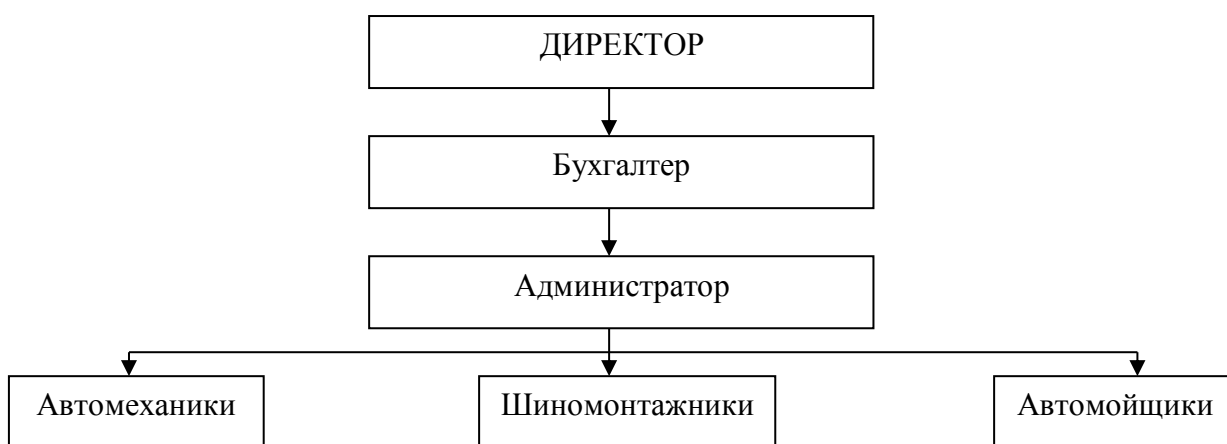 ДИРЕКТОР
Бухгалтер
Администратор
Автомеханики
Шиномонтажники
Автомойщики